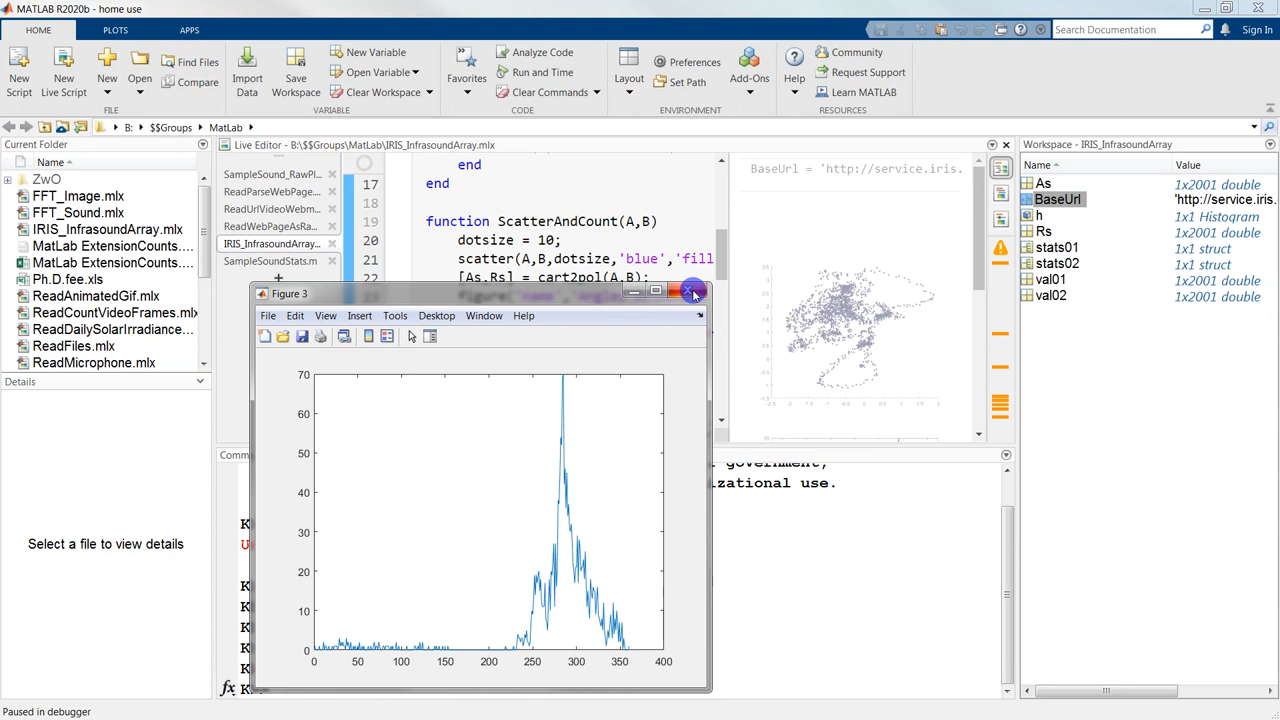 MATLAB R2020b - home use
HOME
PLOTS
APPS
Search Documentation
Sign In
New Script
New Live Script
New
Open
Find Files
Compare
Import Data
Save Workspace
New Variable
Open Variable
Clear Workspace
Favorites
Analyze Code
Run and Time
Clear Commands
Layout
Preferences
Set Path
Add-Ons
Help
Community
Request Support
Learn MATLAB
FILE
VARIABLE
CODE
ENVIRONMENT
RESOURCES
B: $$Groups MatLab
Current Folder
Name
ZwO
FFT_Image.mlx
FFT_Sound.mlx
IRIS_InfrasoundArray.mlx
MatLab ExtensionCounts....
MatLab ExtensionCounts....
Ph.D.fee.xls
ReadAnimatedGif.mlx
ReadCountVideoFrames.mlx
ReadDailySolarIrradiance...
ReadFiles.mlx
ReadMicrophone.mlx
Details
Select a file to view details
Live Editor - B:\$$Groups\MatLab\IRIS_InfrasoundArray.mlx
SampleSound_RawPl...
ReadParseWebPage....
ReadUrlVideoWebm...
ReadWebPageAsRa...
IRIS_InfrasoundArray...
SampleSoundStats.m
end
17 end
18
19 function ScatterAndCount(A,B)
20 dotsize = 10;
21 scatter(A,B,dotsize,'blue','fill
22 [As,Rs] = cart2pol(A,B);
BaseUrl = 'http://service.iris.
Figure 3
File Edit View Insert Tools Desktop Window Help
70
60
50
40
30
20
10
0
0 50 100 150 200 250 300 350 400
government,
izational use.
fx K
Workspace - IRIS_InfrasoundArray
Name Value
As 1x2001 double
BaseUrl 'http://service.iris.
h 1x1 Histogram
Rs 1x2001 double
stats01 1x1 struct
stats02 1x1 struct
val01 1x2001 double
val02 1x2001 double
Paused in debugger